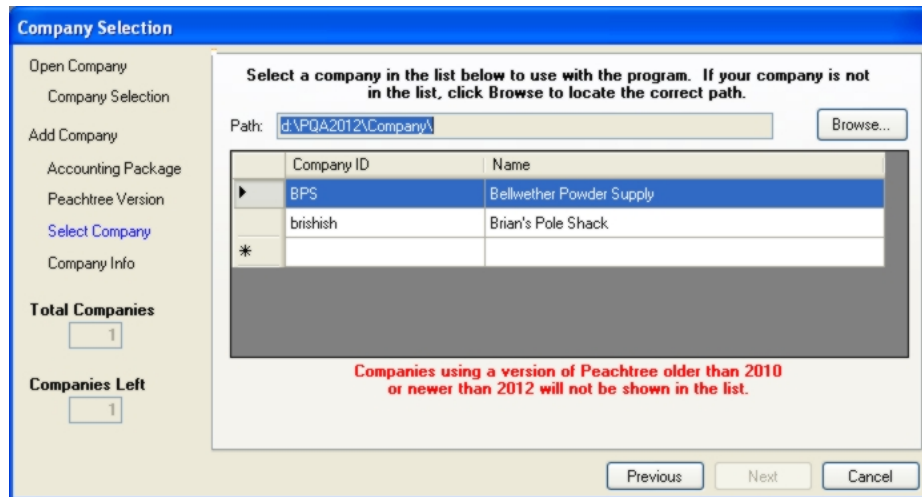 Company Selection
Open Company
Company Selection
Add Company
Accounting Package
Peachtree Version
Select Company
Company Info
Total Companies
1
Companies Left
1
Select a company in the list below to use with the program. If your company is not
in the list, click Browse to locate the correct path.
Path: d:\PQA2012\Company\ Browse...
Company ID Name
BPS Bellwether Powder Supply
brishish Brian's Pole Shack
Companies using a version of Peachtree older than 2010
or newer than 2012 will not be shown in the list.
Previous Next Cancel